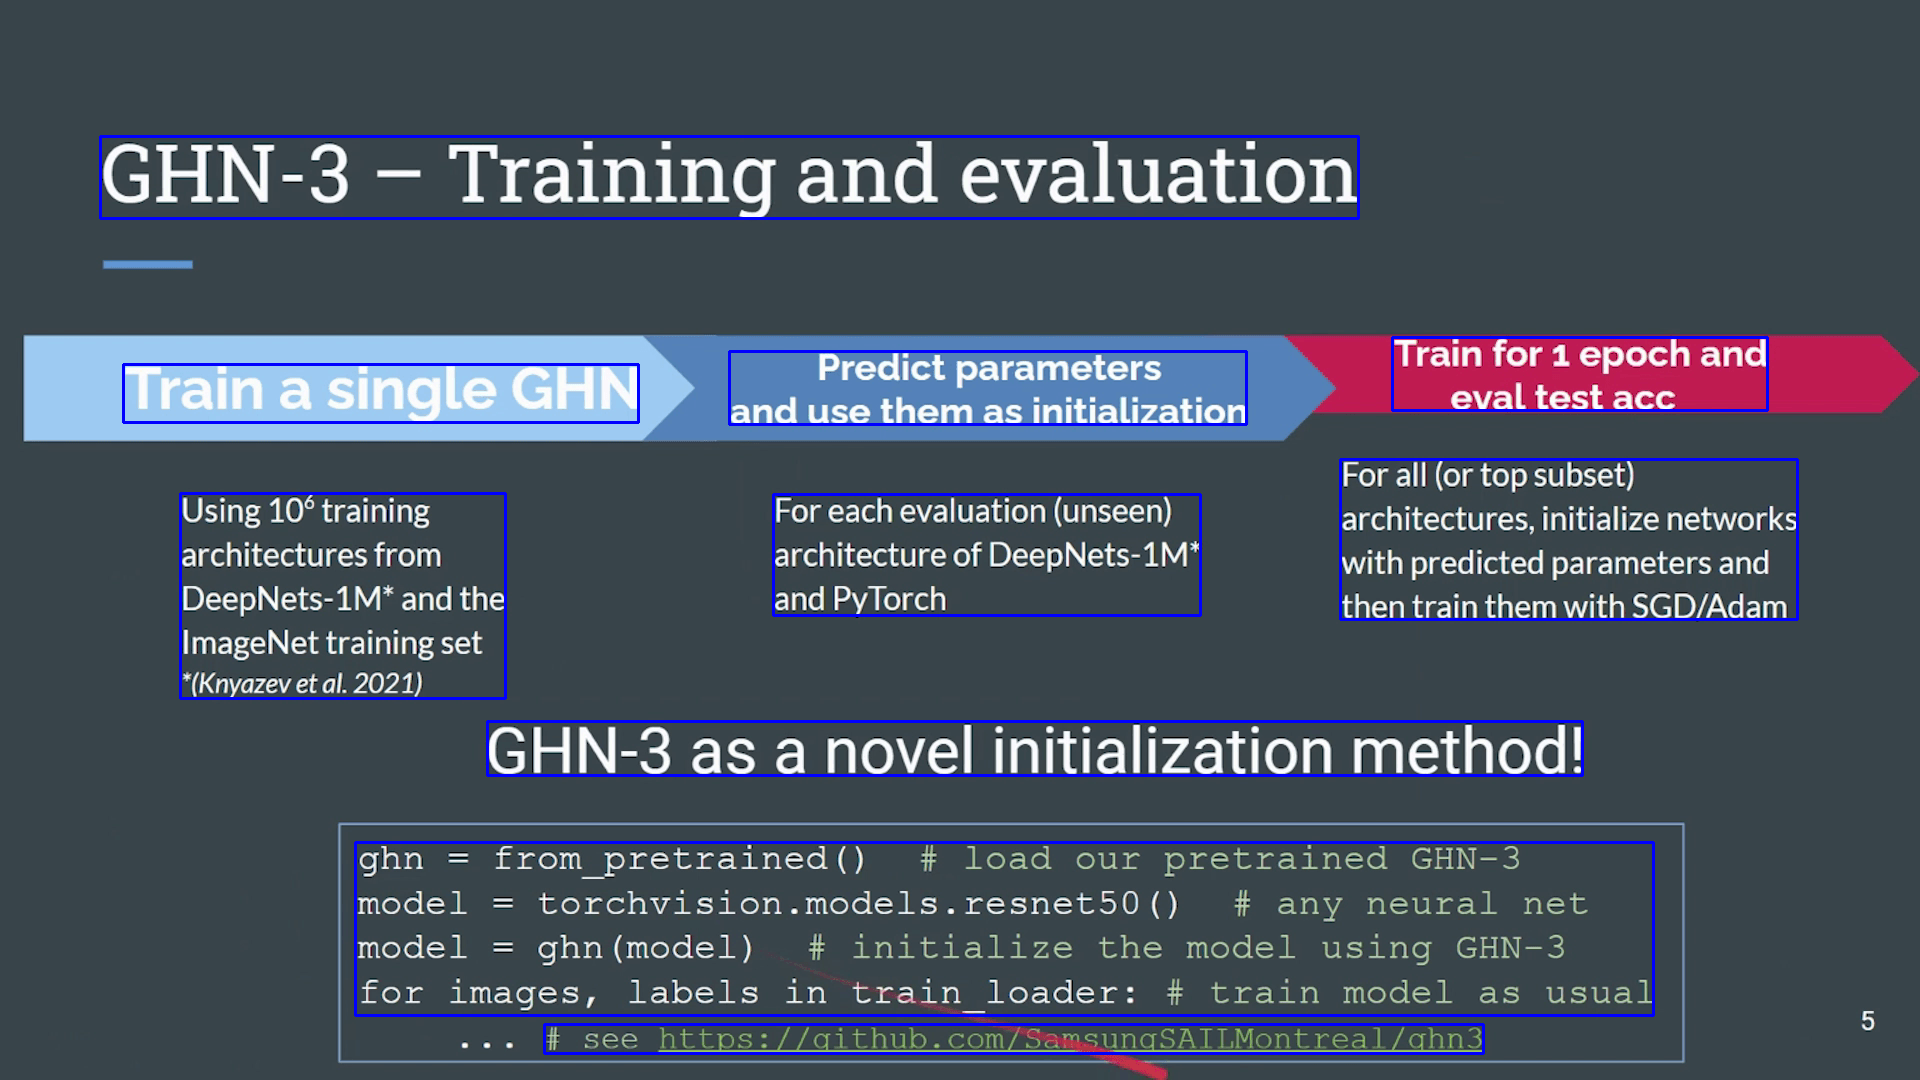 GHN-3 – Training and evaluation
Train a single GHN
Predict parameters
and use them as initialization
Train for 1 epoch and
eval test acc
Using 10⁶ training
architectures from
DeepNets-1M* and the
ImageNet training set
*(Knyazev et al. 2021)
For each evaluation (unseen)
architecture of DeepNets-1M*
and PyTorch
For all (or top subset)
architectures, initialize networks
with predicted parameters and
then train them with SGD/Adam
GHN-3 as a novel initialization method!
ghn = from_pretrained()  # load our pretrained GHN-3
model = torchvision.models.resnet50()  # any neural net
model = ghn(model)  # initialize the model using GHN-3
for images, labels in train_loader: # train model as usual
... # see https://github.com/SamsungSAILMontreal/ghn3
5